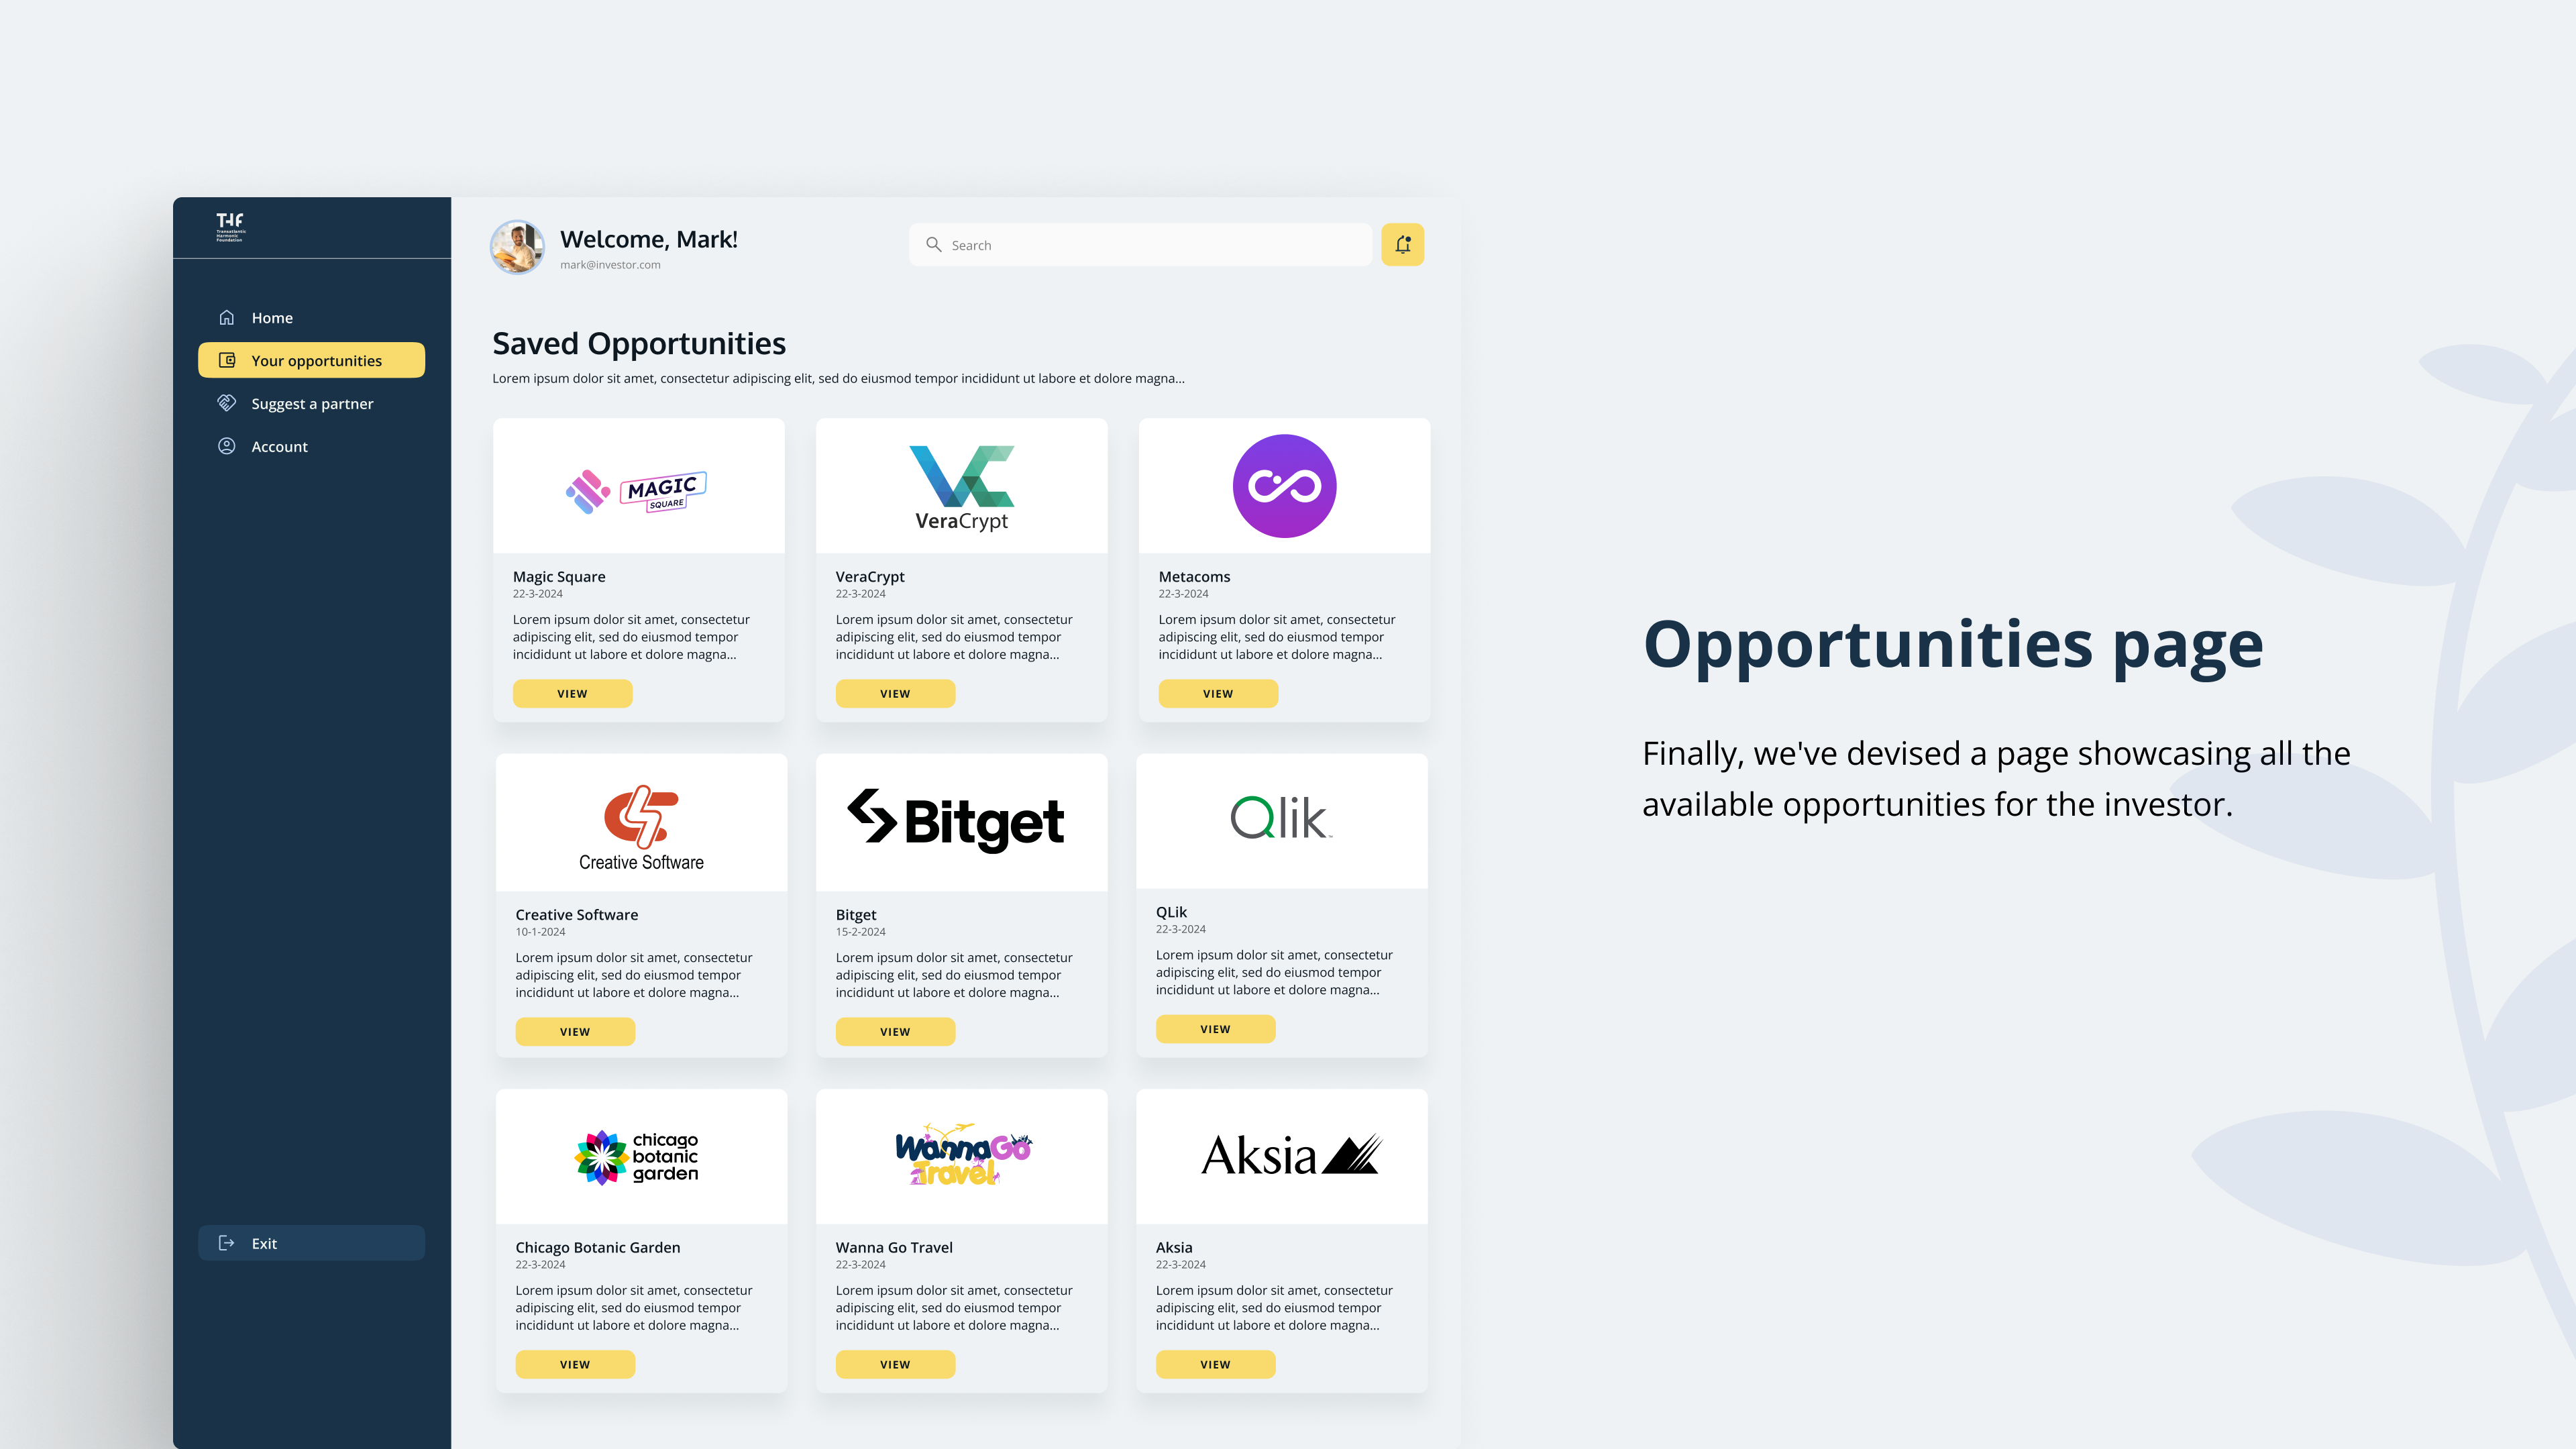 THF
Transatlantic
Harmonic
Foundation
Home
Your opportunities
Suggest a partner
Account
Exit
Welcome, Mark!
mark@investor.com
Search
Saved Opportunities
Lorem ipsum dolor sit amet, consectetur adipiscing elit, sed do eiusmod tempor incididunt ut labore et dolore magna...
MAGIC
SQUARE
Magic Square
22-3-2024
Lorem ipsum dolor sit amet, consectetur
adipiscing elit, sed do eiusmod tempor
incididunt ut labore et dolore magna...
VIEW
VC
VeraCrypt
VeraCrypt
22-3-2024
Lorem ipsum dolor sit amet, consectetur
adipiscing elit, sed do eiusmod tempor
incididunt ut labore et dolore magna...
VIEW
Metacoms
22-3-2024
Lorem ipsum dolor sit amet, consectetur
adipiscing elit, sed do eiusmod tempor
incididunt ut labore et dolore magna...
VIEW
Creative Software
Creative Software
10-1-2024
Lorem ipsum dolor sit amet, consectetur
adipiscing elit, sed do eiusmod tempor
incididunt ut labore et dolore magna...
VIEW
Bitget
Bitget
15-2-2024
Lorem ipsum dolor sit amet, consectetur
adipiscing elit, sed do eiusmod tempor
incididunt ut labore et dolore magna...
VIEW
Qlik
QLik
22-3-2024
Lorem ipsum dolor sit amet, consectetur
adipiscing elit, sed do eiusmod tempor
incididunt ut labore et dolore magna...
VIEW
chicago
botanic
garden
Chicago Botanic Garden
22-3-2024
Lorem ipsum dolor sit amet, consectetur
adipiscing elit, sed do eiusmod tempor
incididunt ut labore et dolore magna...
VIEW
WannaGo
Travel
Wanna Go Travel
22-3-2024
Lorem ipsum dolor sit amet, consectetur
adipiscing elit, sed do eiusmod tempor
incididunt ut labore et dolore magna...
VIEW
Aksia
Aksia
22-3-2024
Lorem ipsum dolor sit amet, consectetur
adipiscing elit, sed do eiusmod tempor
incididunt ut labore et dolore magna...
VIEW
Opportunities page
Finally, we've devised a page showcasing all the
available opportunities for the investor.